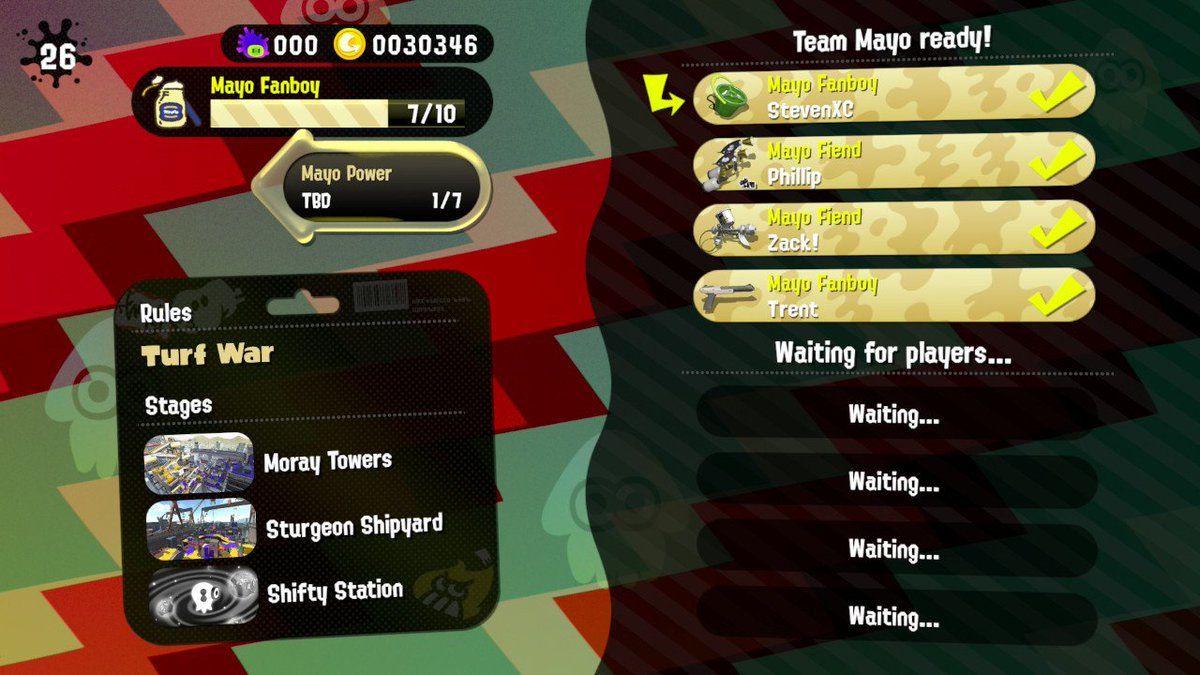 26
000 0030346
Mayo Fanboy
7/10
Mayo Power
TBD 1/7
Rules
Turf War
Stages
Moray Towers
Sturgeon Shipyard
Shifty Station
Team Mayo ready!
Mayo Fanboy
StevenXC
Mayo Fiend
Phillip
Mayo Fiend
Zack!
Mayo Fanboy
Trent
Waiting for players...
Waiting...
Waiting...
Waiting...
Waiting...